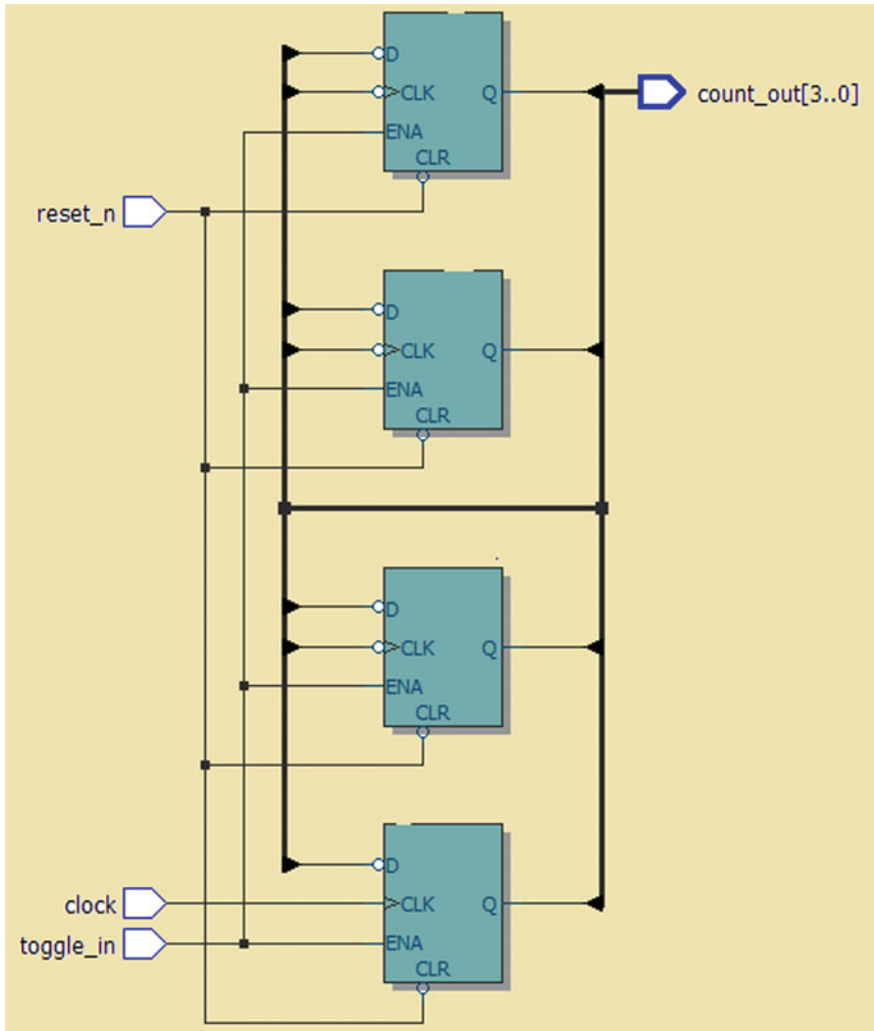 D
CLK Q
ENA
CLR
count_out[3..0]
reset_n
D
CLK Q
ENA
CLR
D
CLK Q
ENA
CLR
D
clock
CLK Q
toggle_in
ENA
CLR